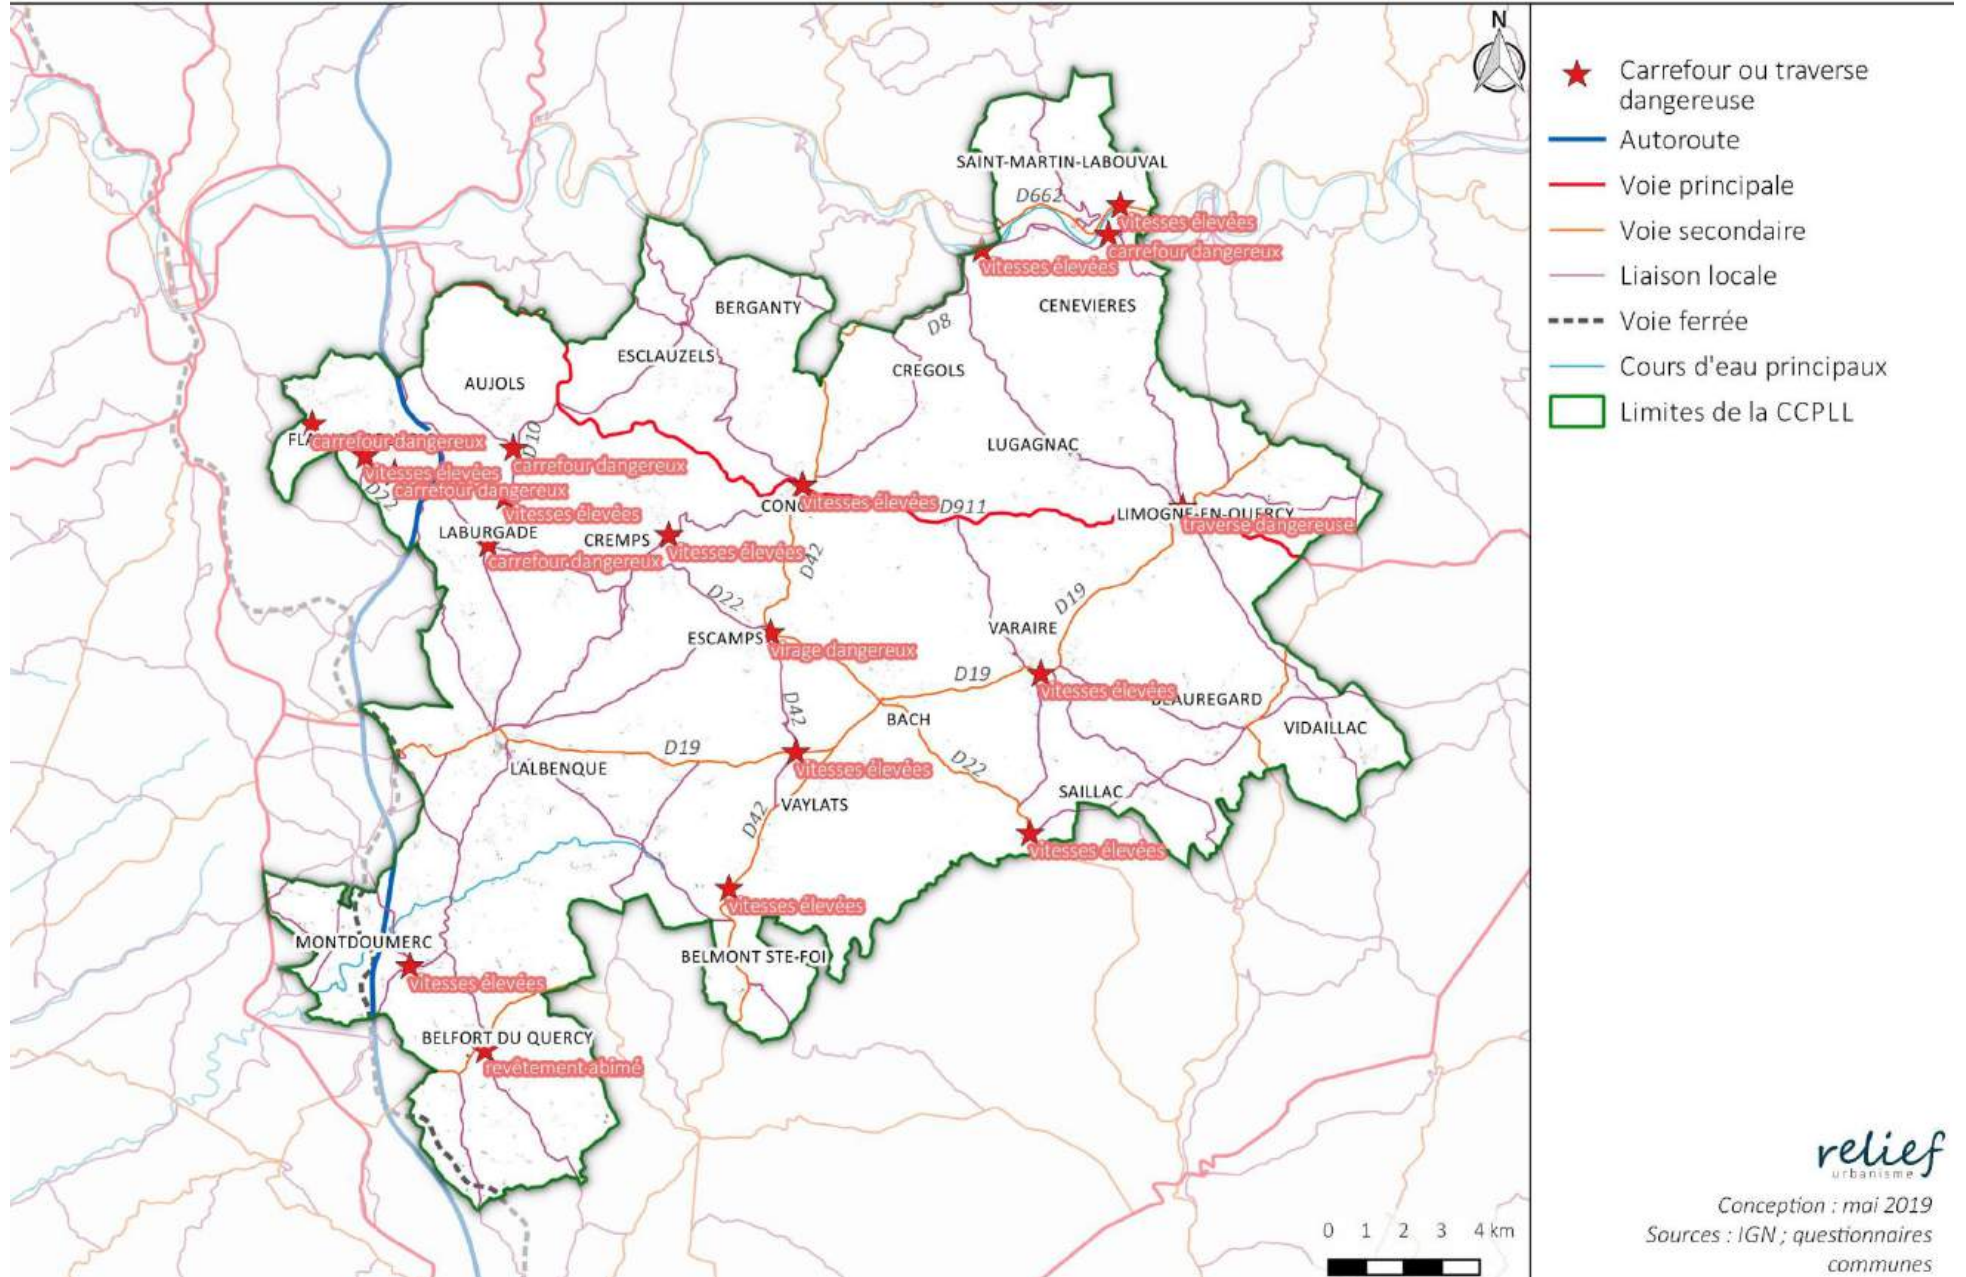 N
SAINT-MARTIN-LABOUVAL
D662
vitesses élevées
carrefour dangereux
vitesses élevées
BERGANTY
CENEVIERES
D8
ESCLAUZELS
CREGOLS
AUJOLS
D10
carrefour dangereux
LUGAGNAC
carrefour dangereux
vitesses élevées
carrefour dangereux
vitesses élevées
vitesses élevées
D911
LIMOGNE-EN-QUERCY
traverse dangereuse
LABURGADE
CREMPS
vitesses élevées
carrefour dangereux
D42
D22
D19
ESCAMPS
virage dangereux
VARAIRE
D19
vitesses élevées
BEAUREGARD
D42
BACH
VIDAILLAC
D19
LALBENQUE
vitesses élevées
D22
SAILLAC
VAYLATS
D42
vitesses élevées
vitesses élevées
MONTDOUMERC
vitesses élevées
BELMONT STE-FOI
BELFORT DU QUERCY
revêtement abimé
0 1 2 3 4 km
Carrefour ou traverse
dangereuse
Autoroute
Voie principale
Voie secondaire
Liaison locale
Voie ferrée
Cours d'eau principaux
Limites de la CCPLL
relief
urbanisme
Conception : mai 2019
Sources : IGN ; questionnaires
communes